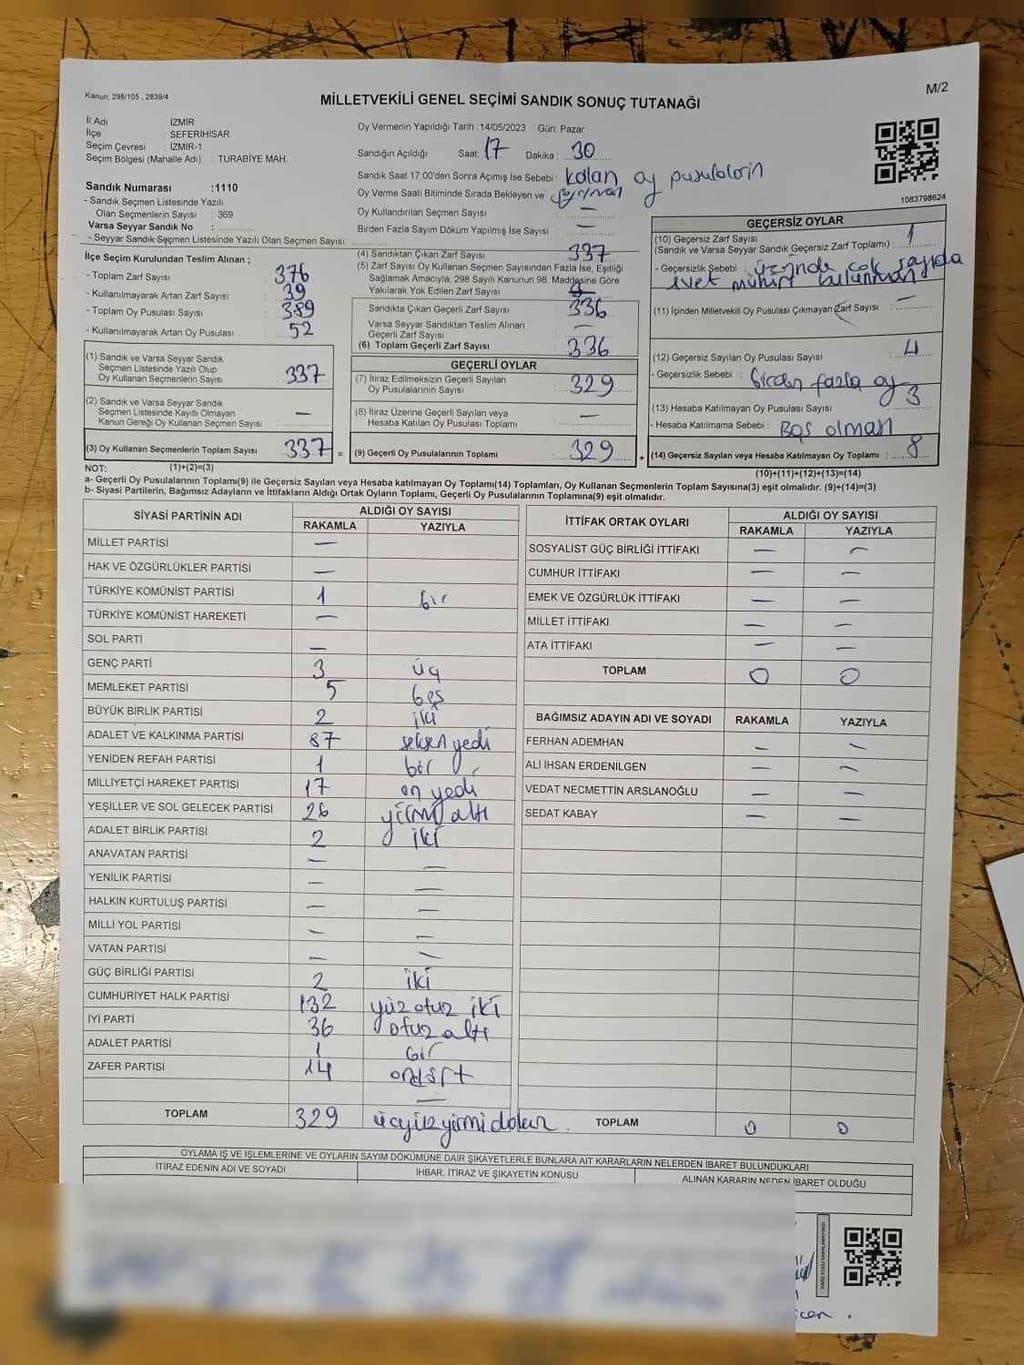 Kanun; 298/105 , 2839/4
M/2
MİLLETVEKİLİ GENEL SEÇİMİ SANDIK SONUÇ TUTANAĞI
İl Adı İZMİR
İlçe SEFERİHİSAR
Seçim Çevresi İZMİR-1
Seçim Bölgesi (Mahalle Adı) : TURABİYE MAH.
Sandık Numarası :1110
- Sandık Seçmen Listesinde Yazılı
Olan Seçmenlerin Sayısı : 369
Varsa Seyyar Sandık No :
- Seyyar Sandık Seçmen Listesinde Yazılı Olan Seçmen Sayısı:
İlçe Seçim Kurulundan Teslim Alınan ;
- Toplam Zarf Sayısı : 376
- Kullanılmayarak Artan Zarf Sayısı : 39
- Toplam Oy Pusulası Sayısı : 389
- Kullanılmayarak Artan Oy Pusulası : 52
(1) Sandık ve Varsa Seyyar Sandık
Seçmen Listesinde Yazılı Olup
Oy Kullanan Seçmenlerin Sayısı : 337
(2) Sandık ve Varsa Seyyar Sandık
Seçmen Listesinde Kayıtlı Olmayan
Kanun Gereği Oy Kullanan Seçmen Sayısı : —
(3) Oy Kullanan Seçmenlerin Toplam Sayısı : 337 =
Oy Vermenin Yapıldığı Tarih :14/05/2023 Gün: Pazar
Sandığın Açıldığı Saat: 17 Dakika : 30
Sandık Saat 17:00'den Sonra Açımış İse Sebebi : kalan oy pusulaların
Oy Verme Saati Bitiminde Sırada Bekleyen ve
Oy Kullandırılan Seçmen Sayısı : —
Birden Fazla Sayım Döküm Yapılmış İse Sayısı : —
(4) Sandıktan Çıkan Zarf Sayısı : 337
(5) Zarf Sayısı Oy Kullanan Seçmen Sayısından Fazla İse, Eşitliği
Sağlamak Amacıyla, 298 Sayılı Kanunun 98. Maddesine Göre
Yakılarak Yok Edilen Zarf Sayısı
Sandıkta Çıkan Geçerli Zarf Sayısı : 336
Varsa Seyyar Sandıktan Teslim Alınan
Geçerli Zarf Sayısı : —
(6) Toplam Geçerli Zarf Sayısı : 336
GEÇERLİ OYLAR
(7) İtiraz Edilmeksizin Geçerli Sayılan
Oy Pusulalarının Sayısı : 329
(8) İtiraz Üzerine Geçerli Sayılan veya
Hesaba Katılan Oy Pusulası Toplamı : —
(9) Geçerli Oy Pusulalarının Toplamı : 329 +
1083798624
GEÇERSİZ OYLAR
(10) Geçersiz Zarf Sayısı
(Sandık ve Varsa Seyyar Sandık Geçersiz Zarf Toplamı) : 1
- Geçersizlik Sebebi : üzerinde çok sayıda
evet mührü bulunması
(11) İçinden Milletvekili Oy Pusulası Çıkmayan Zarf Sayısı : —
(12) Geçersiz Sayılan Oy Pusulası Sayısı : 4
- Geçersizlik Sebebi : birden fazla oy
(13) Hesaba Katılmayan Oy Pusulası Sayısı : 3
- Hesaba Katılmama Sebebi : Boş olması
(14) Geçersiz Sayılan veya Hesaba Katılmayan Oy Toplamı : 8
NOT: (1)+(2)=(3) (10)+(11)+(12)+(13)=(14)
a- Geçerli Oy Pusulalarının Toplamı(9) ile Geçersiz Sayılan veya Hesaba katılmayan Oy Toplamı(14) Toplamları, Oy Kullanan Seçmenlerin Toplam Sayısına(3) eşit olmalıdır. (9)+(14)=(3)
b- Siyasi Partilerin, Bağımsız Adayların ve İttifakların Aldığı Ortak Oyların Toplamı, Geçerli Oy Pusulalarının Toplamına(9) eşit olmalıdır.
SİYASİ PARTİNİN ADI ALDIĞI OY SAYISI
RAKAMLA YAZIYLA
MİLLET PARTİSİ —
HAK VE ÖZGÜRLÜKLER PARTİSİ —
TÜRKİYE KOMÜNİST PARTİSİ 1 bir
TÜRKİYE KOMÜNİST HAREKETİ —
SOL PARTİ —
GENÇ PARTİ 3 üç
MEMLEKET PARTİSİ 5 beş
BÜYÜK BİRLİK PARTİSİ 2 iki
ADALET VE KALKINMA PARTİSİ 87 seksen yedi
YENİDEN REFAH PARTİSİ 1 bir
MİLLİYETÇİ HAREKET PARTİSİ 17 on yedi
YEŞİLLER VE SOL GELECEK PARTİSİ 26 yirmi altı
ADALET BİRLİK PARTİSİ 2 iki
ANAVATAN PARTİSİ — —
YENİLİK PARTİSİ — —
HALKIN KURTULUŞ PARTİSİ — —
MİLLİ YOL PARTİSİ — —
VATAN PARTİSİ — —
GÜÇ BİRLİĞİ PARTİSİ 2 iki
CUMHURİYET HALK PARTİSİ 132 yüz otuz iki
İYİ PARTİ 36 otuz altı
ADALET PARTİSİ 1 bir
ZAFER PARTİSİ 14 ondört
—
TOPLAM 329 üçyüzyirmidokuz
İTTİFAK ORTAK OYLARI ALDIĞI OY SAYISI
RAKAMLA YAZIYLA
SOSYALİST GÜÇ BİRLİĞİ İTTİFAKI — —
CUMHUR İTTİFAKI — —
EMEK VE ÖZGÜRLÜK İTTİFAKI — —
MİLLET İTTİFAKI — —
ATA İTTİFAKI — —
TOPLAM 0 0
BAĞIMSIZ ADAYIN ADI VE SOYADI RAKAMLA YAZIYLA
FERHAN ADEMHAN — —
ALİ İHSAN ERDENİLGEN — —
VEDAT NECMETTİN ARSLANOĞLU — —
SEDAT KABAY — —
TOPLAM 0 0
OYLAMA İŞ VE İŞLEMLERİNE VE OYLARIN SAYIM DÖKÜMÜNE DAİR ŞİKAYETLERLE BUNLARA AİT KARARLARIN NELERDEN İBARET BULUNDUKLARI
İTİRAZ EDENİN ADI VE SOYADI İHBAR, İTİRAZ VE ŞİKAYETİN KONUSU ALINAN KARARIN NEDEN İBARET OLDUĞU